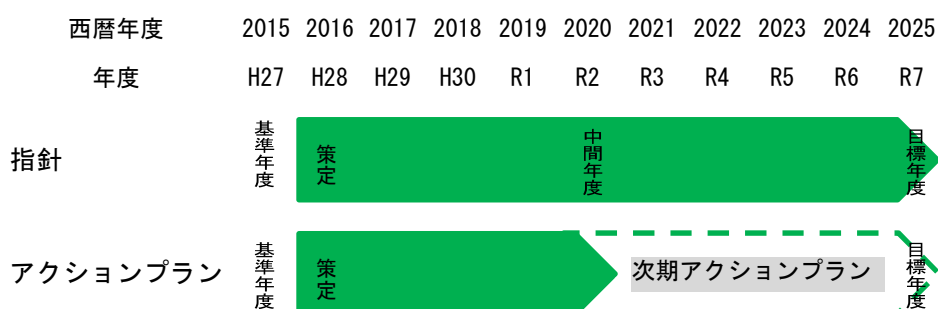 西暦年度 2015 2016 2017 2018 2019 2020 2021 2022 2023 2024 2025
年度 H27 H28 H29 H30 R1 R2 R3 R4 R5 R6 R7
指針 基準年度 策定 中間年度 目標年度
アクションプラン 基準年度 策定 次期アクションプラン 目標年度